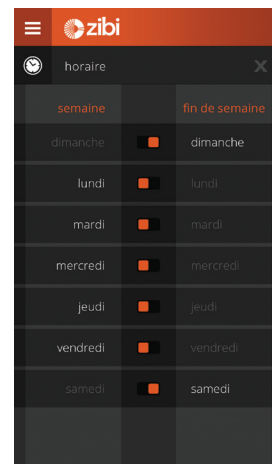 zibi
horaire
semaine fin de semaine
dimanche dimanche
lundi lundi
mardi mardi
mercredi mercredi
jeudi jeudi
vendredi vendredi
samedi samedi